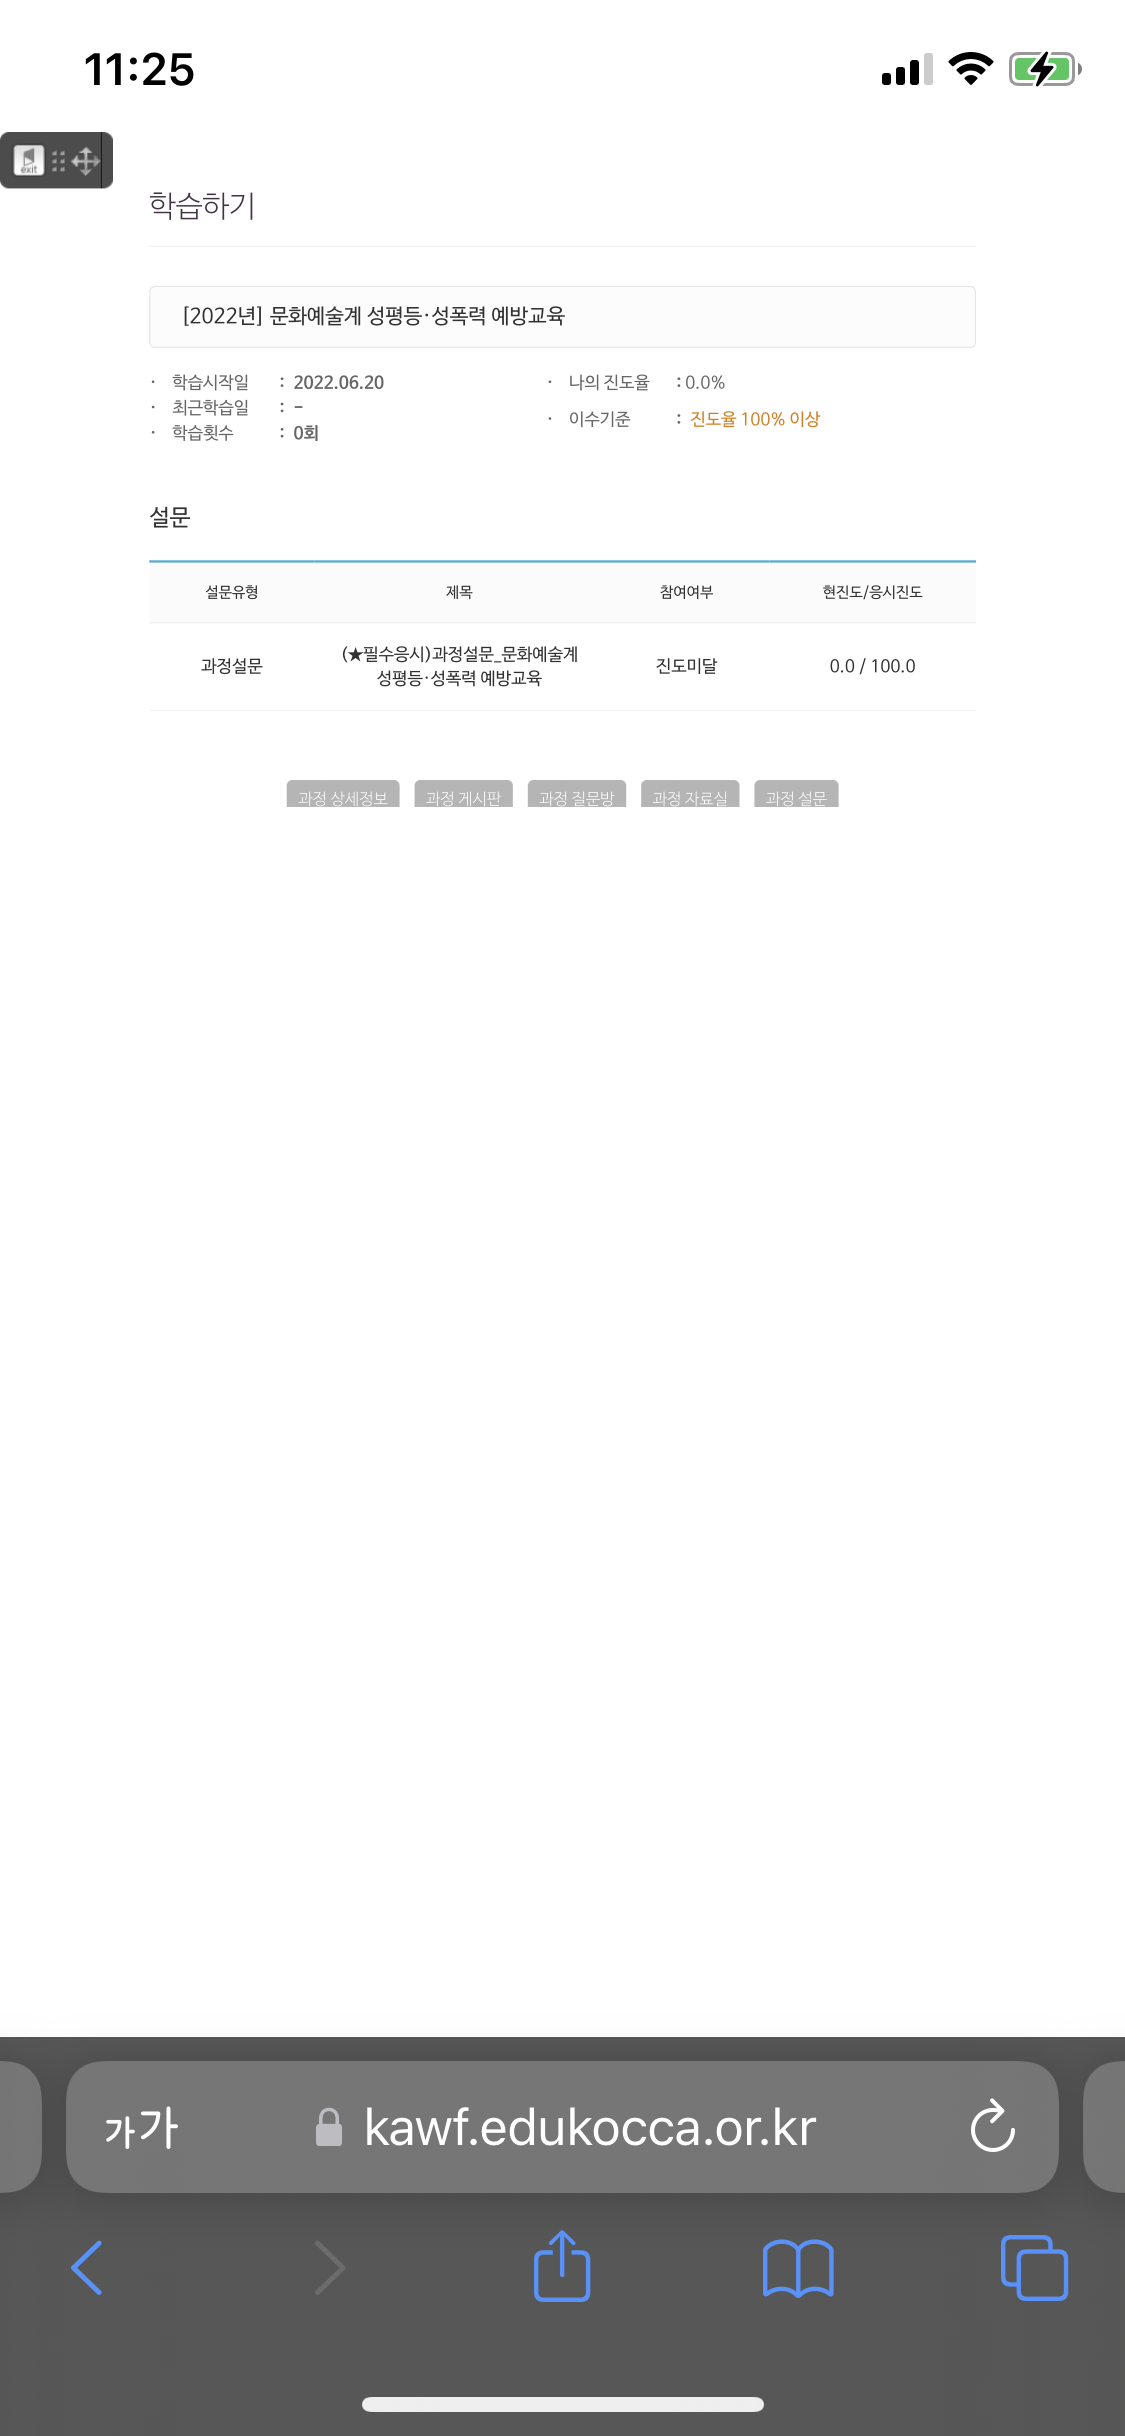 11:25
exit
학습하기
[2022년] 문화예술계 성평등·성폭력 예방교육
· 학습시작일 : 2022.06.20
· 나의 진도율 : 0.0%
· 최근학습일 : -
· 이수기준 : 진도율 100% 이상
· 학습횟수 : 0회
설문
설문유형 제목 참여여부 현진도/응시진도
과정설문 (★필수응시)과정설문_문화예술계 성평등·성폭력 예방교육 진도미달 0.0 / 100.0
과정 상세정보 과정 게시판 과정 질문방 과정 자료실 과정 설문
가가 kawf.edukocca.or.kr